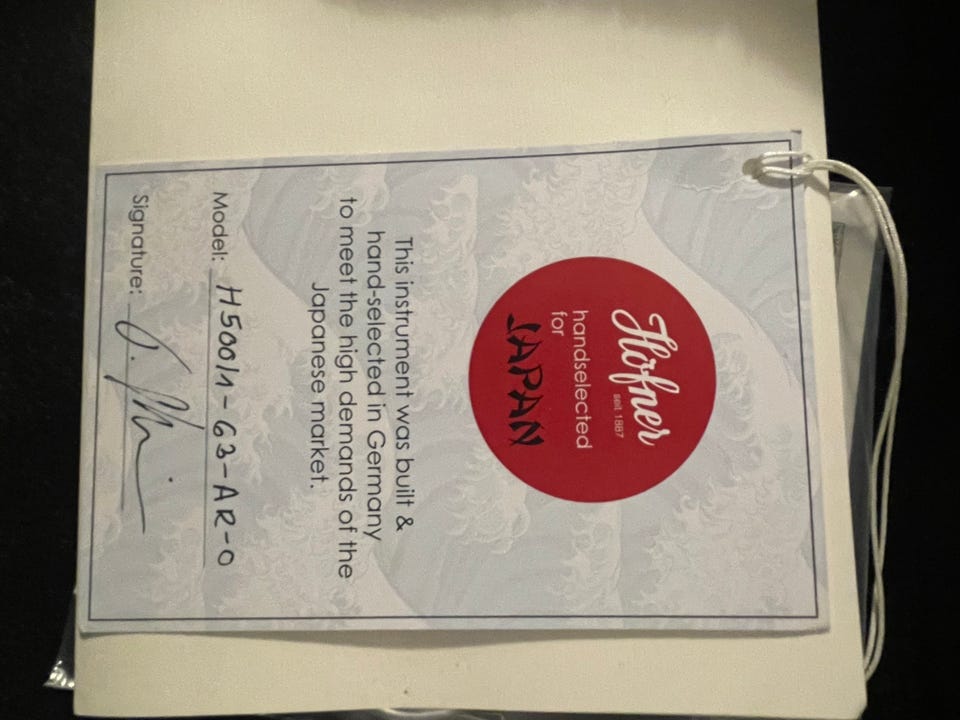 Höfner
seit 1887
handselected
for
JAPAN
This instrument was built &
hand-selected in Germany
to meet the high demands of the
Japanese market.
Model: H500/1-63-AR-0
Signature: